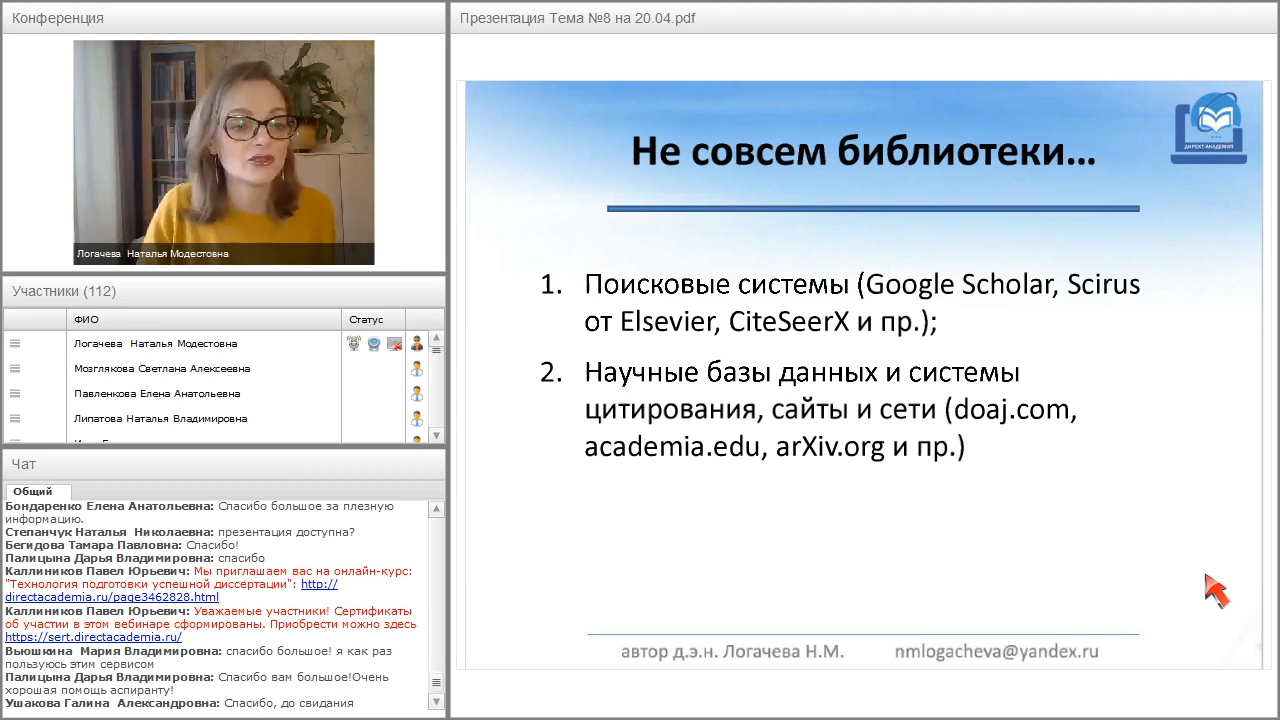 Конференция
Логачева Наталья Модестовна
Участники (112)
ФИО
Статус
Логачева Наталья Модестовна
Мозглякова Светлана Алексеевна
Павленкова Елена Анатольевна
Липатова Наталья Владимировна
Чат
Общий
Бондаренко Елена Анатольевна: Спасибо большое за плезную
информацию.
Степанчук Наталья Николаевна: презентация доступна?
Бегидова Тамара Павловна: Спасибо!
Палицына Дарья Владимировна: спасибо
Каллиников Павел Юрьевич: Мы приглашаем вас на онлайн-курс:
"Технология подготовки успешной диссертации": http://
directacademia.ru/page3462828.html
Каллиников Павел Юрьевич: Уважаемые участники! Сертификаты
об участии в этом вебинаре сформированы. Приобрести можно здесь
https://sert.directacademia.ru/
Вьюшкина Мария Владимировна: спасибо большое! я как раз
пользуюсь этим сервисом
Палицына Дарья Владимировна: Спасибо вам большое!Очень
хорошая помощь аспиранту!
Ушакова Галина Александровна: Спасибо, до свидания
Презентация Тема №8 на 20.04.pdf
ДИРЕКТ-АКАДЕМИЯ
Не совсем библиотеки...
1. Поисковые системы (Google Scholar, Scirus
от Elsevier, CiteSeerX и пр.);
2. Научные базы данных и системы
цитирования, сайты и сети (doaj.com,
academia.edu, arXiv.org и пр.)
автор д.э.н. Логачева Н.М. nmlogacheva@yandex.ru